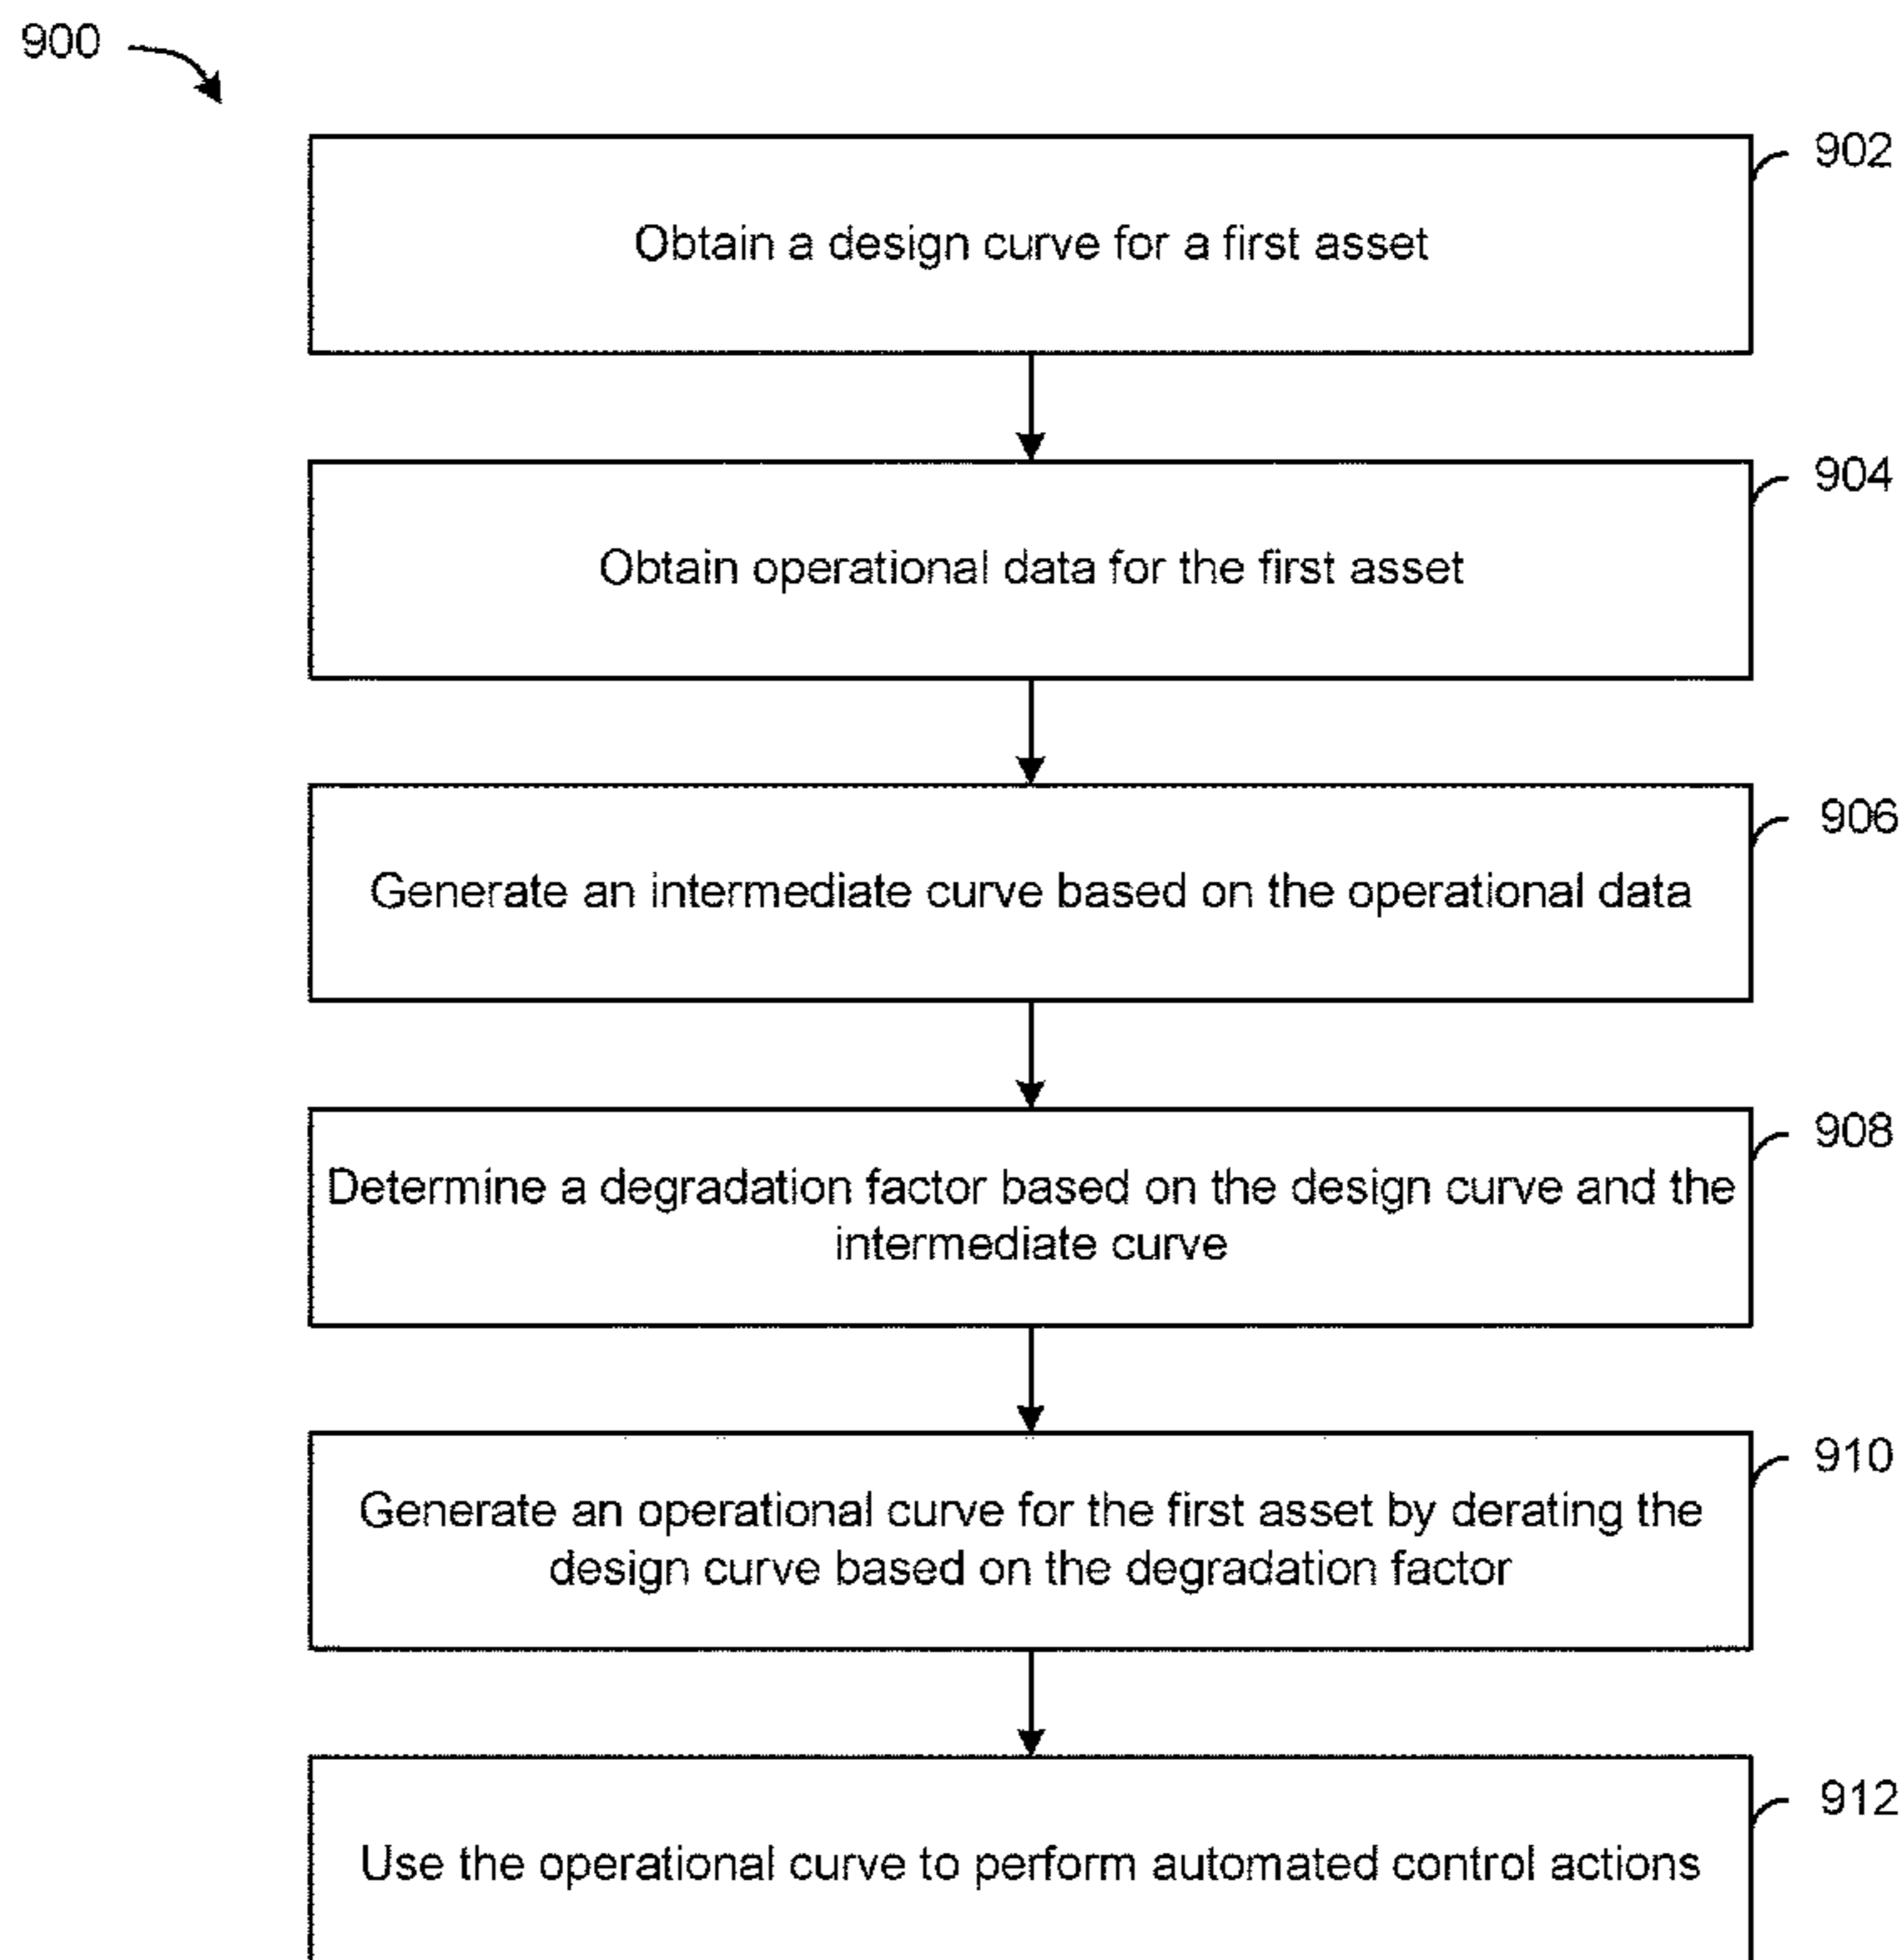 900
902
Obtain a design curve for a first asset
904
Obtain operational data for the first asset
906
Generate an intermediate curve based on the operational data
908
Determine a degradation factor based on the design curve and the
intermediate curve
910
Generate an operational curve for the first asset by derating the
design curve based on the degradation factor
912
Use the operational curve to perform automated control actions